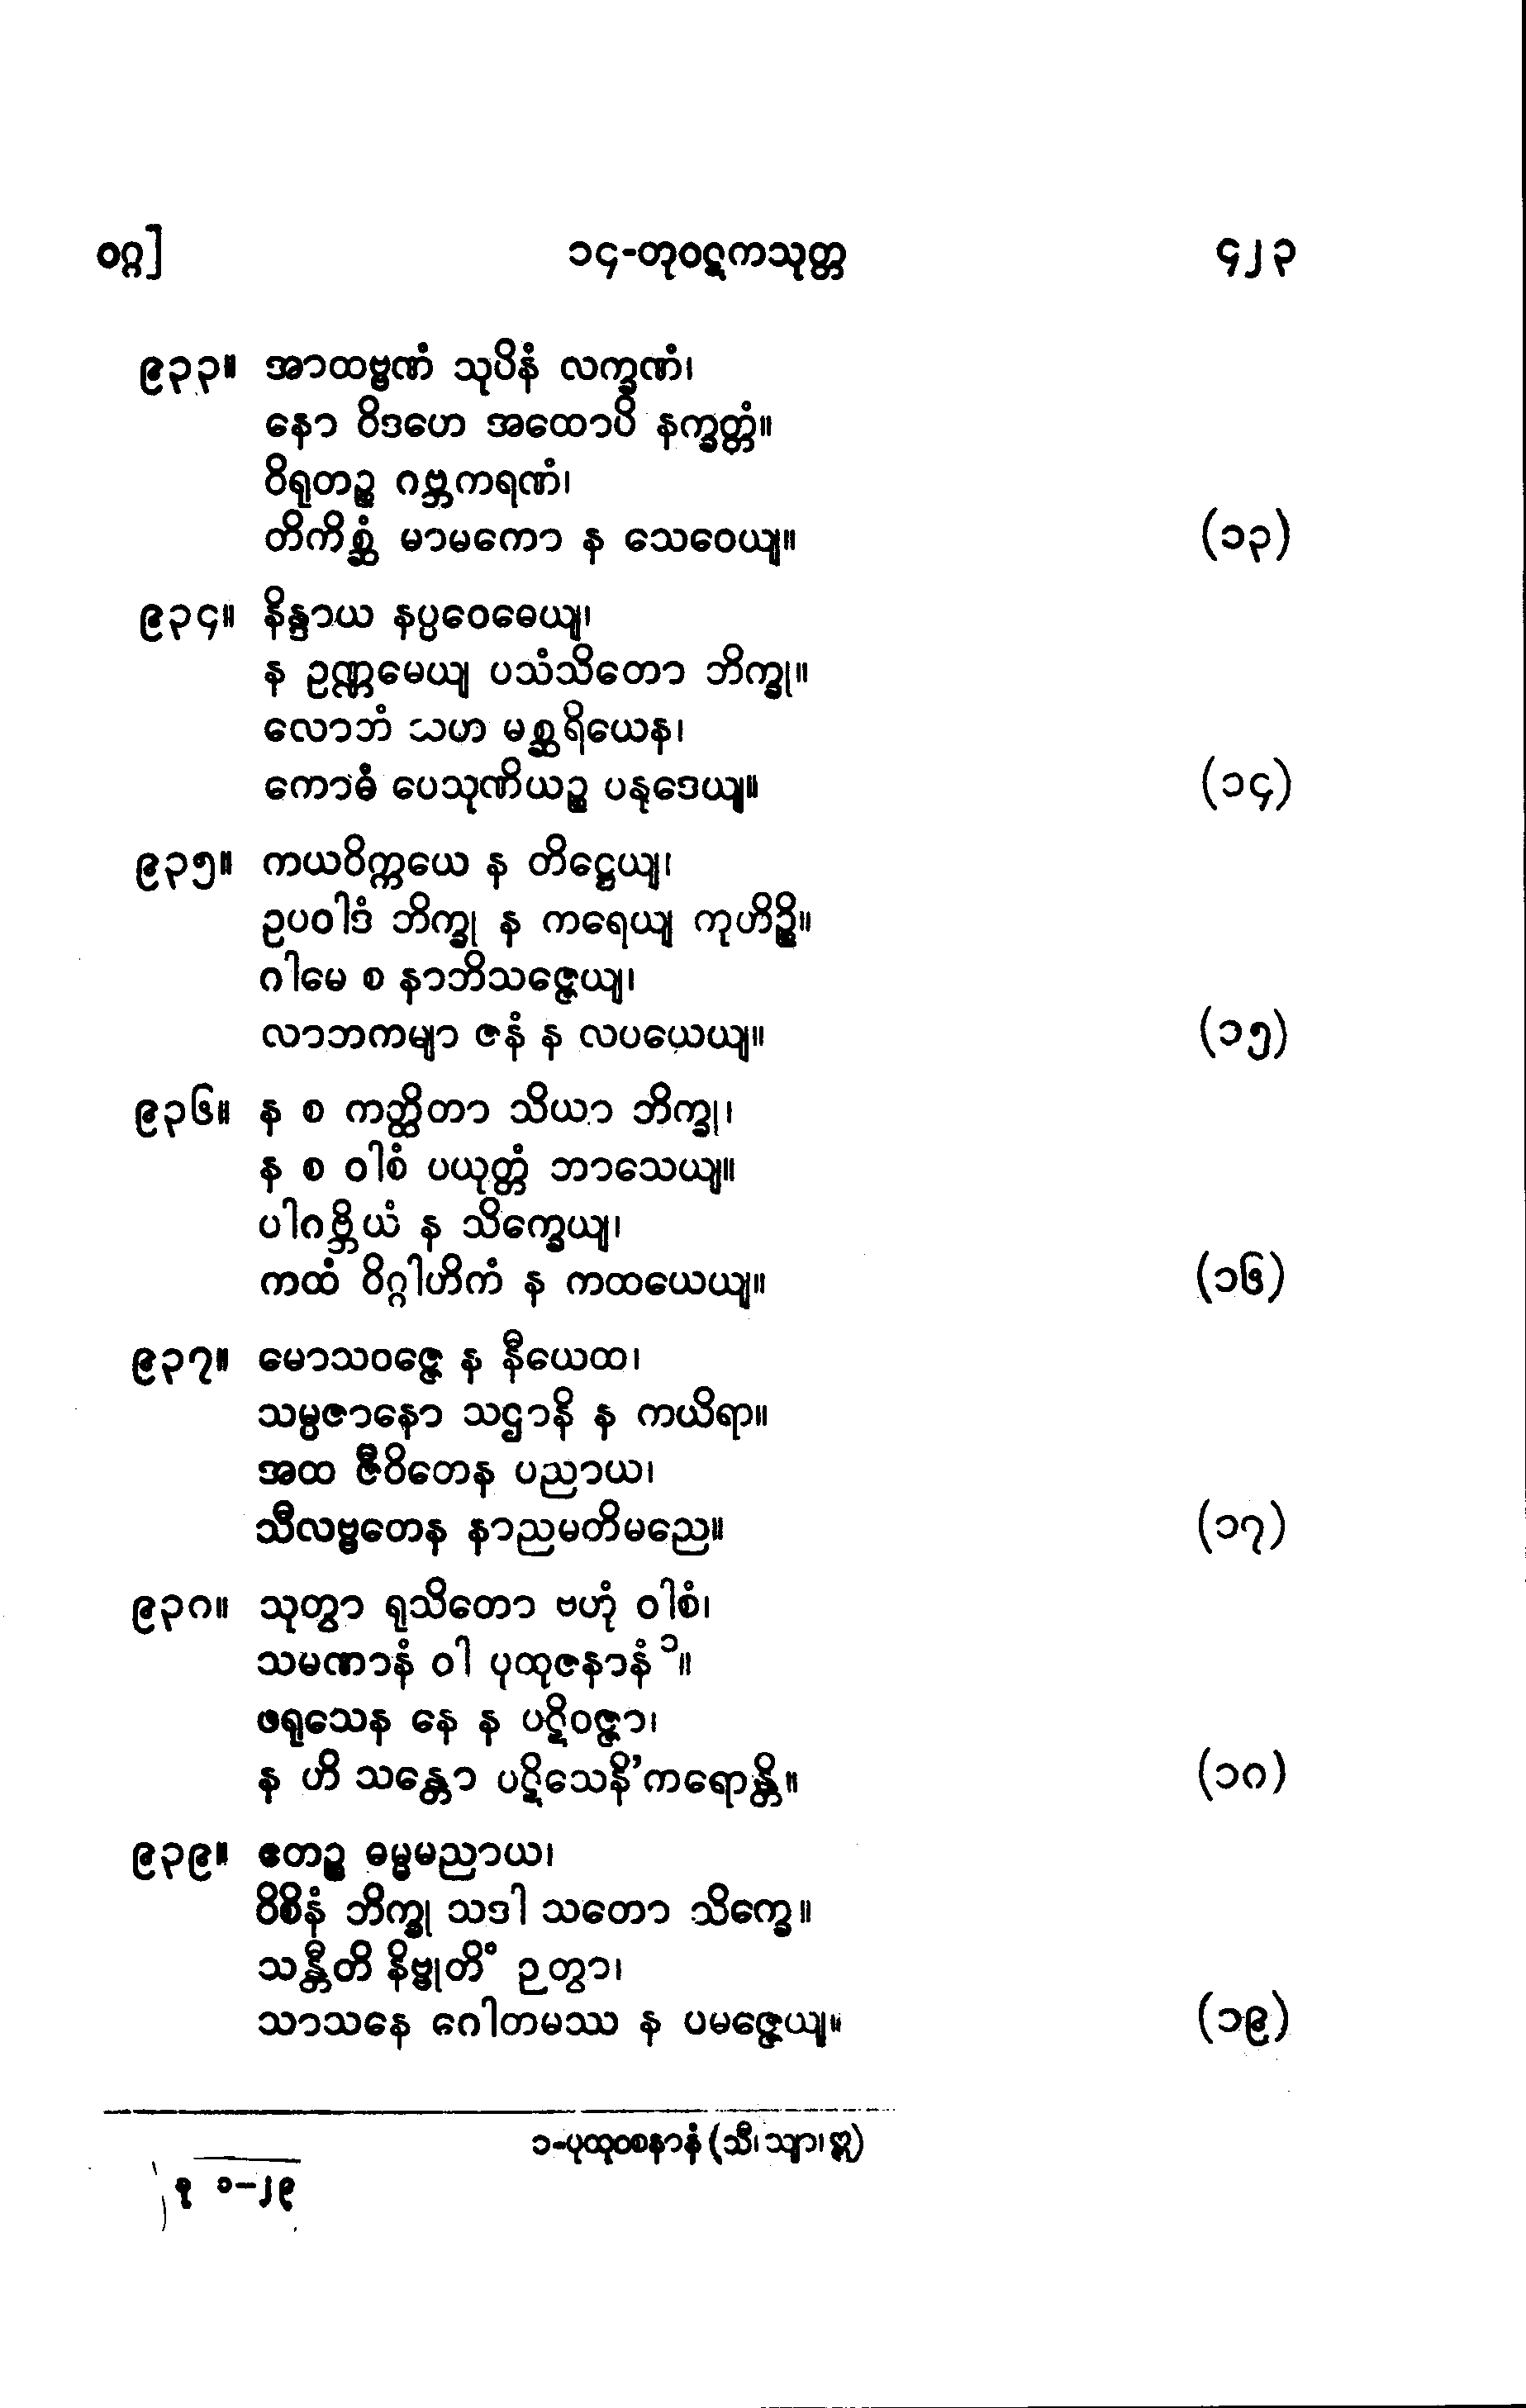 ဝဂ္ဂ] ၁၄-တုဝဋ္ဋကသုတ္တ ၄၂၃
၉၃၃။ အာထဗ္ဗဏံ သုပိနံ လက္ခဏံ၊
နော ဝိဒဟေ အထောပိ နက္ခတ္တံ။
ဝိရုတဉ္စ ဂဗ္ဘကရဏံ၊
တိကိစ္ဆံ မာမကော န သေဝေယျ။ (၁၃)
၉၃၄။ နိန္ဒာယ နပ္ပဝေဓေယျ၊
န ဥဏ္ဏမေယျ ပသံသိတော ဘိက္ခု။
လောဘံ သဟ မစ္ဆရိယေန၊
ကောဓံ ပေသုဏိယဉ္စ ပနုဒေယျ။ (၁၄)
၉၃၅။ ကယဝိက္ကယေ န တိဋ္ဌေယျ၊
ဥပဝါဒံ ဘိက္ခု န ကရေယျ ကုဟိဉ္စိ။
ဂါမေ စ နာဘိသဇ္ဇေယျ၊
လာဘကမျာ ဇနံ န လပယေယျ။ (၁၅)
၉၃၆။ န စ ကတ္ထိတာ သိယာ ဘိက္ခု၊
န စ ဝါစံ ပယုတ္တံ ဘာသေယျ။
ပါဂဗ္ဘိယံ န သိက္ခေယျ၊
ကထံ ဝိဂ္ဂါဟိကံ န ကထယေယျ။ (၁၆)
၉၃၇။ မောသဝဇ္ဇေ န နီယေထ၊
သမ္ပဇာနော သဌာနိ န ကယိရာ။
အထ ဇီဝိတေန ပညာယ၊
သီလဗ္ဗတေန နာညမတိမညေ။ (၁၇)
၉၃၈။ သုတွာ ရုသိတော ဗဟုံ ဝါစံ၊
သမဏာနံ ဝါ ပုထုဇနာနံ၁။
ဖရုသေန နေ န ပဋိဝဇ္ဇာ၊
န ဟိ သန္တော ပဋိသေနိ'ကရောန္တိ။ (၁၈)
၉၃၉။ ဧတဉ္စ ဓမ္မမညာယ၊
ဝိစိနံ ဘိက္ခု သဒါ သတော သိက္ခေ။
သန္တီတိ နိဗ္ဗုတိံ ဉတွာ၊
သာသနေ ဂေါတမဿ န ပမဇ္ဇေယျ။ (၁၉)
၁-ပုထုဝစနာနံ (သီ၊ သျာ၊ ဣ)
စု ၁-၂၉